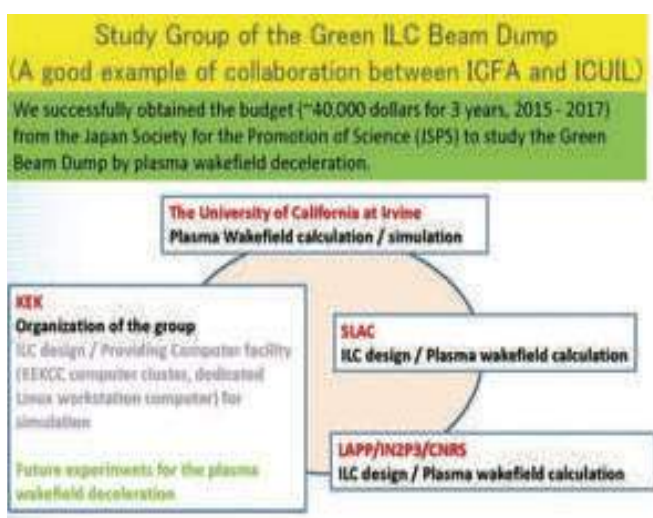 Study Group of the Green ILC Beam Dump
(A good example of collaboration between ICFA and ICUIL)
We successfully obtained the budget (~40,000 dollars for 3 years, 2015 - 2017)
from the Japan Society for the Promotion of Science (JSPS) to study the Green
Beam Dump by plasma wakefield deceleration.
The University of California at Irvine
Plasma Wakefield calculation / simulation
KEK
Organization of the group
ILC design / Providing Computer facility
(KEKCC computer cluster, dedicated
Linux workstation computer) for
simulation
Future experiments for the plasma
wakefield deceleration
SLAC
ILC design / Plasma wakefield calculation
LAPP/IN2P3/CNRS
ILC design / Plasma wakefield calculation